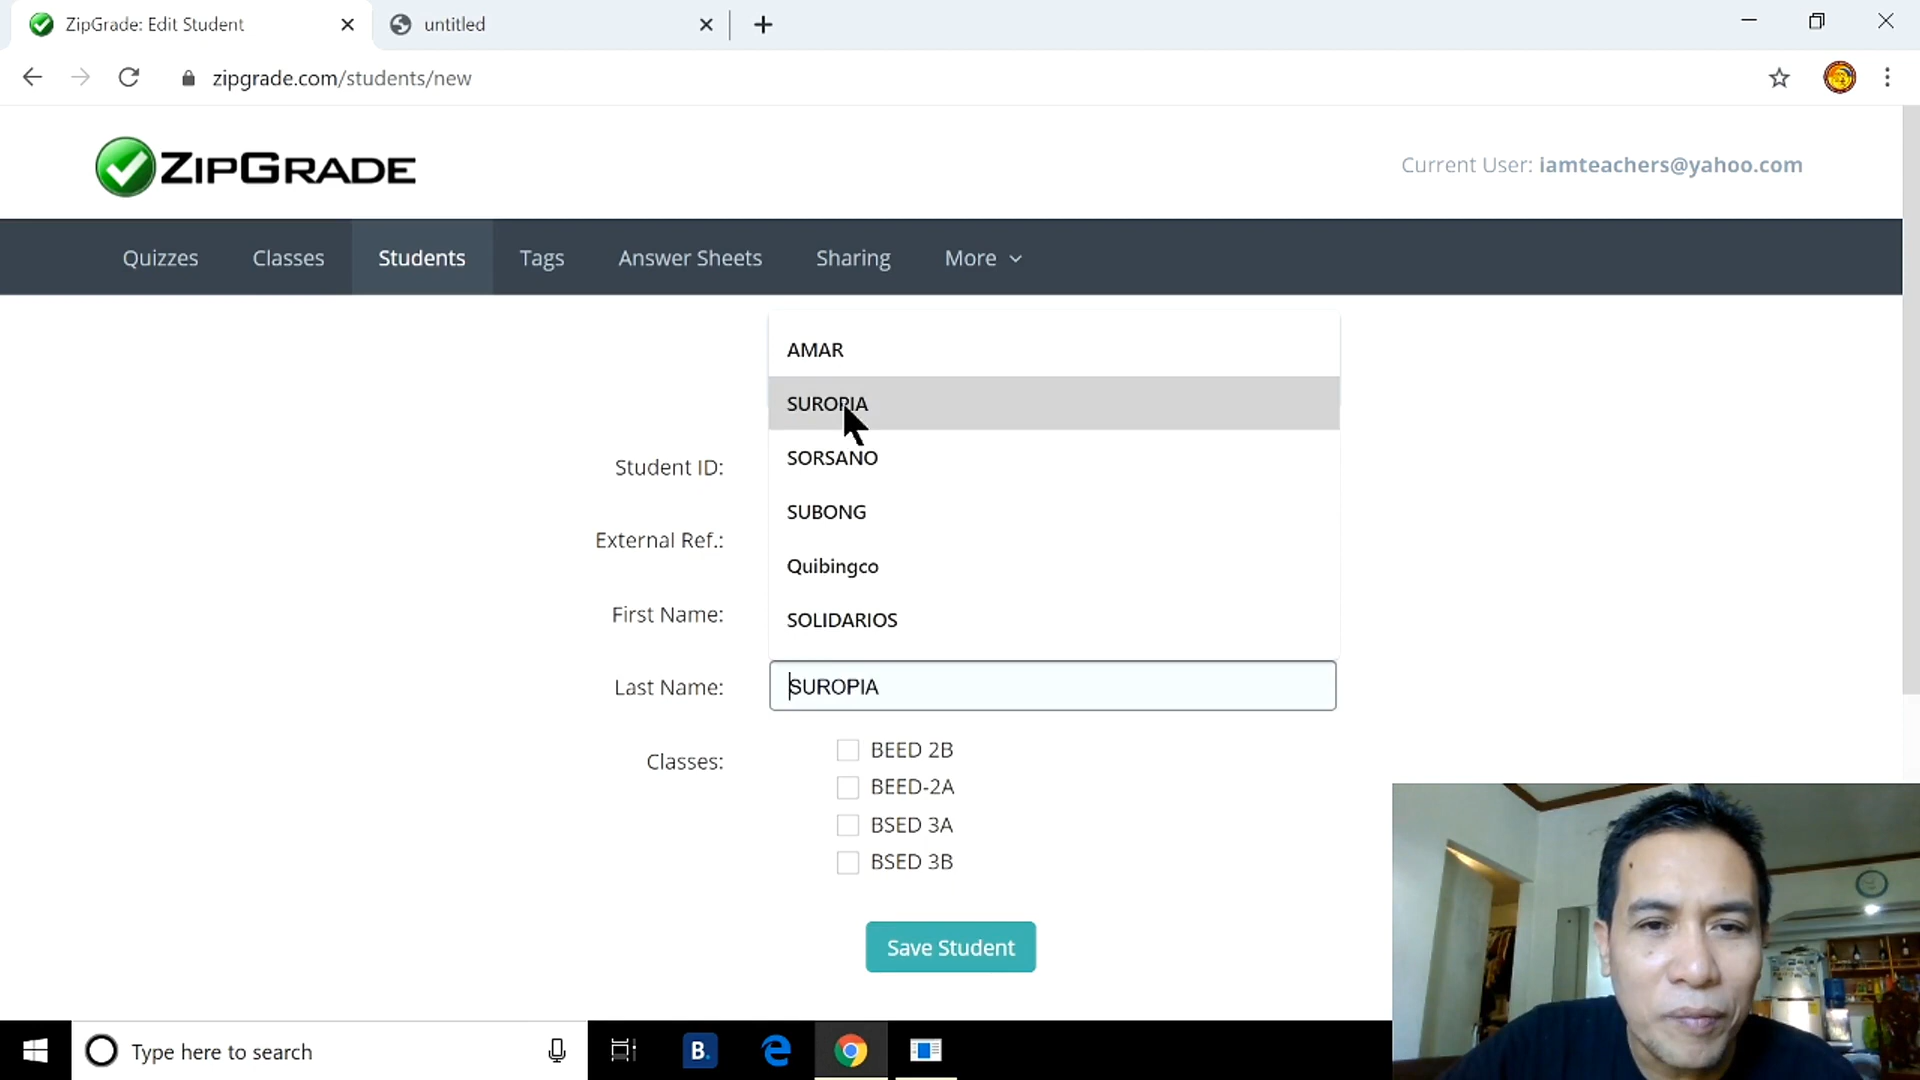 ZipGrade: Edit Student
untitled
zipgrade.com/students/new
ZIPGRADE
Current User: iamteachers@yahoo.com
Quizzes Classes Students Tags Answer Sheets Sharing More
AMAR
SUROPIA
SORSANO
SUBONG
Quibingco
SOLIDARIOS
Student ID:
External Ref.:
First Name:
Last Name: SUROPIA
Classes:
BEED 2B
BEED-2A
BSED 3A
BSED 3B
Save Student
Type here to search
B.